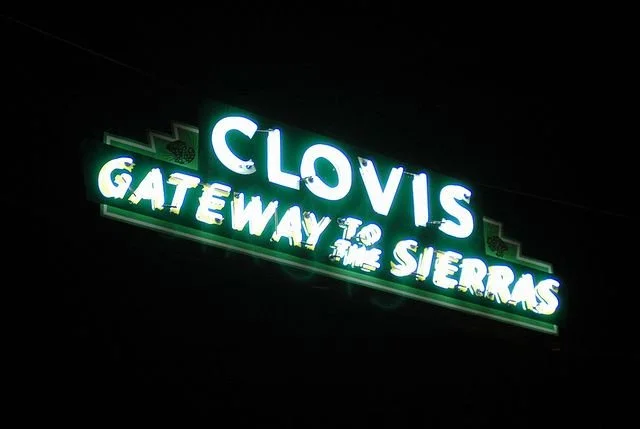 CLOVIS
GATEWAY TO THE SIERRAS